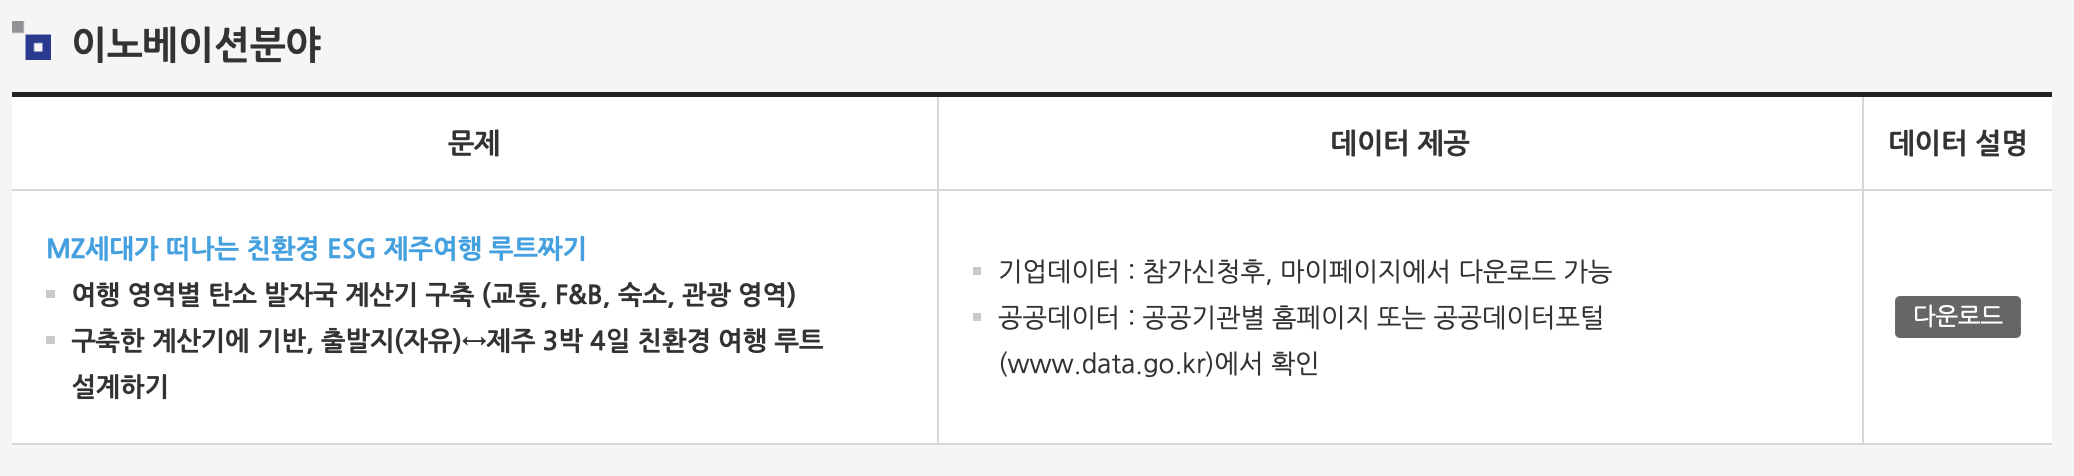 이노베이션분야
문제
데이터 제공
데이터 설명
MZ세대가 떠나는 친환경 ESG 제주여행 루트짜기
여행 영역별 탄소 발자국 계산기 구축 (교통, F&B, 숙소, 관광 영역)
구축한 계산기에 기반, 출발지(자유)↔제주 3박 4일 친환경 여행 루트
설계하기
기업데이터 : 참가신청후, 마이페이지에서 다운로드 가능
공공데이터 : 공공기관별 홈페이지 또는 공공데이터포털
(www.data.go.kr)에서 확인
다운로드